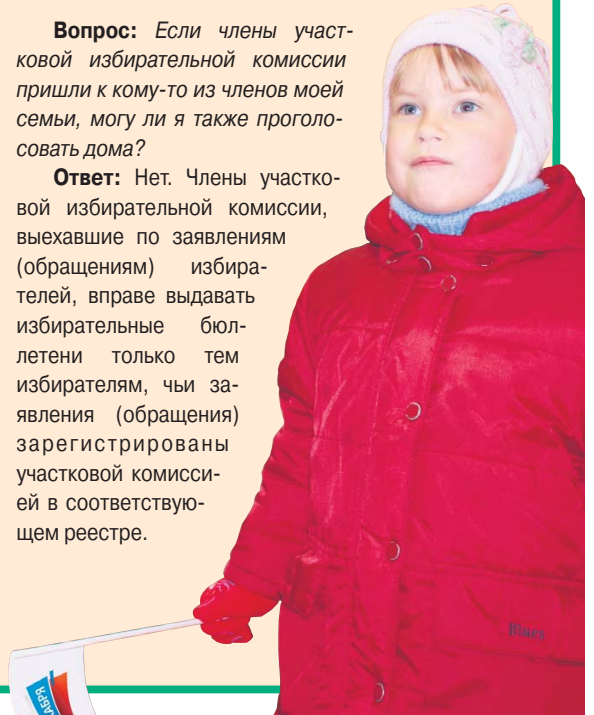 Вопрос: Если члены участ-
ковой избирательной комиссии
пришли к кому-то из членов моей
семьи, могу ли я также проголо-
совать дома?
Ответ: Нет. Члены участко-
вой избирательной комиссии,
выехавшие по заявлениям
(обращениям) избира-
телей, вправе выдавать
избирательные бюл-
летени только тем
избирателям, чьи за-
явления (обращения)
зарегистрированы
участковой комисси-
ей в соответствую-
щем реестре.
Blues